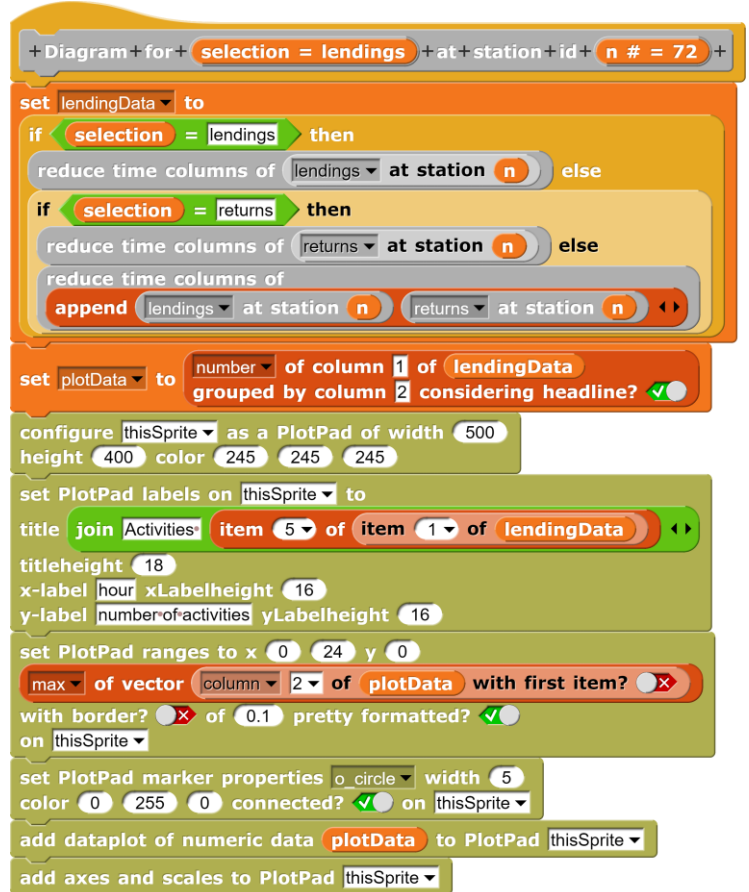 +Diagram+for+ selection = lendings +at+station+id+ n # = 72 +
set lendingData to
if selection = lendings then
reduce time columns of lendings at station n else
if selection = returns then
reduce time columns of returns at station n else
reduce time columns of
append lendings at station n returns at station n
set plotData to number of column 1 of lendingData
grouped by column 2 considering headline?
configure thisSprite as a PlotPad of width 500
height 400 color 245 245 245
set PlotPad labels on thisSprite to
title join Activities item 5 of item 1 of lendingData
titleheight 18
x-label hour xLabelheight 16
y-label number of activities yLabelheight 16
set PlotPad ranges to x 0 24 y 0
max of vector column 2 of plotData with first item?
with border? of 0.1 pretty formatted?
on thisSprite
set PlotPad marker properties o_circle width 5
color 0 255 0 connected? on thisSprite
add dataplot of numeric data plotData to PlotPad thisSprite
add axes and scales to PlotPad thisSprite